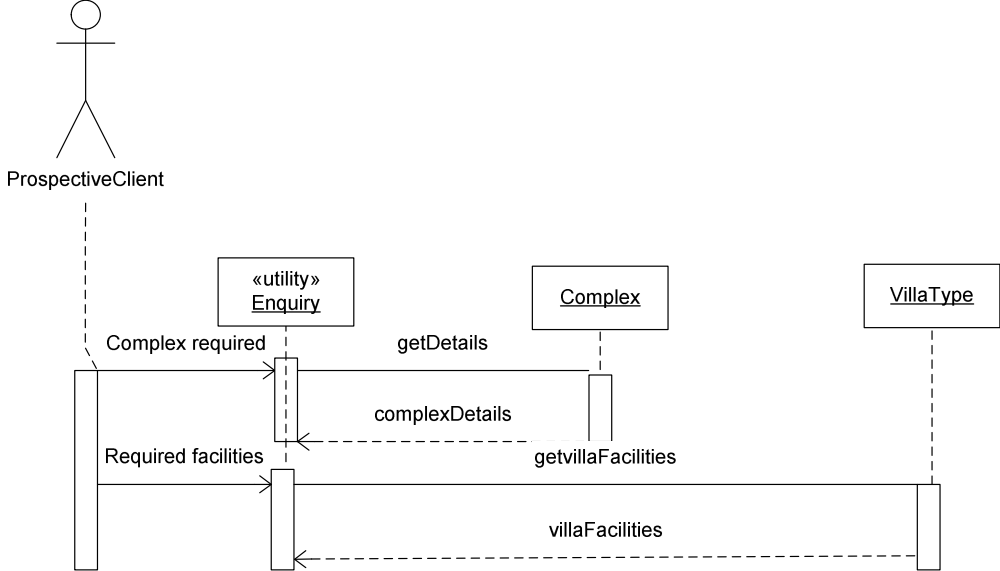 ProspectiveClient
«utility»
Enquiry
Complex
VillaType
Complex required
getDetails
complexDetails
Required facilities
getvillaFacilities
villaFacilities